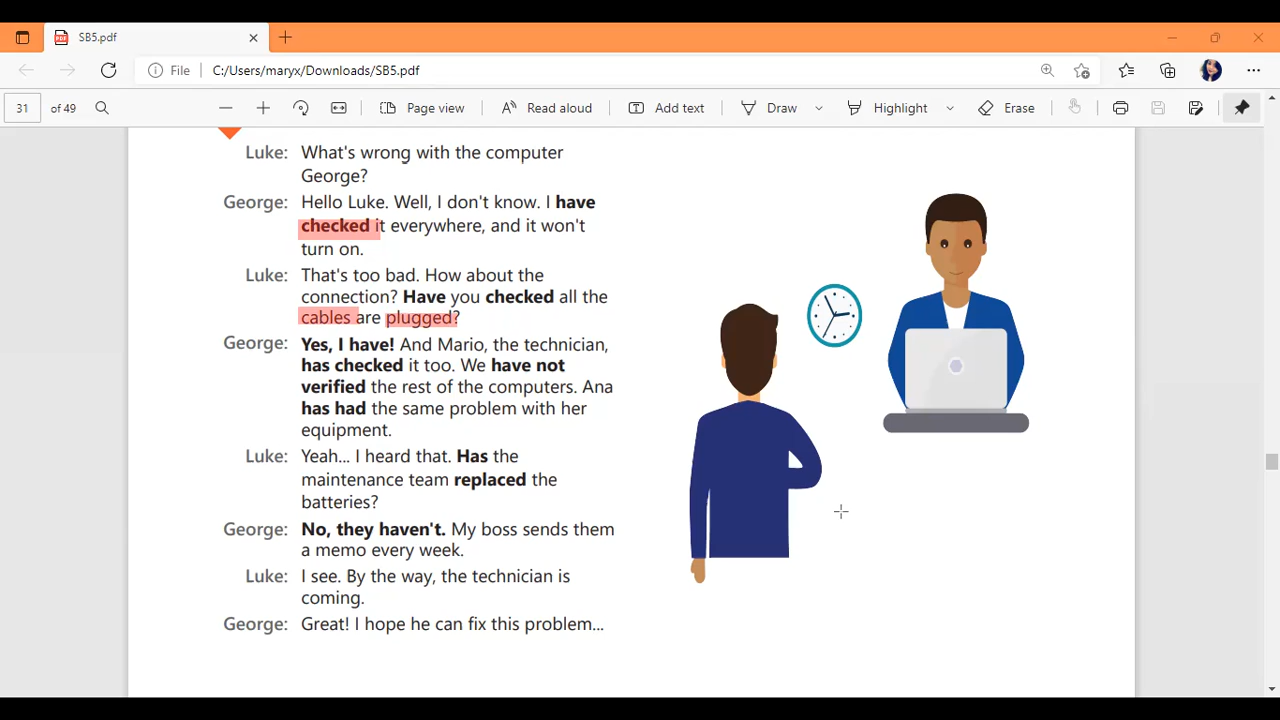 SB5.pdf
File C:/Users/maryx/Downloads/SB5.pdf
31 of 49 Page view Read aloud Add text Draw Highlight Erase
Luke: What's wrong with the computer
George?
George: Hello Luke. Well, I don't know. I have
checked it everywhere, and it won't
turn on.
Luke: That's too bad. How about the
connection? Have you checked all the
cables are plugged?
George: Yes, I have! And Mario, the technician,
has checked it too. We have not
verified the rest of the computers. Ana
has had the same problem with her
equipment.
Luke: Yeah... I heard that. Has the
maintenance team replaced the
batteries?
George: No, they haven't. My boss sends them
a memo every week.
Luke: I see. By the way, the technician is
coming.
George: Great! I hope he can fix this problem...